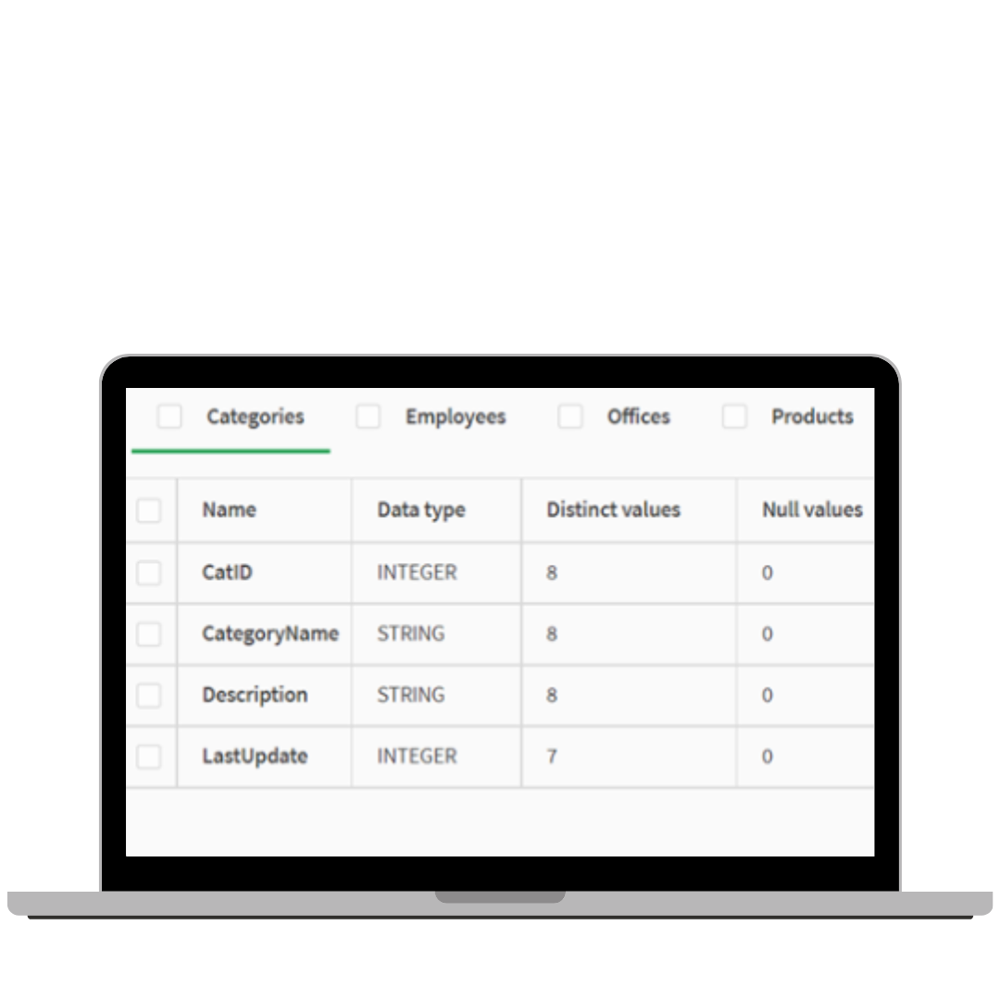 Categories Employees Offices Products
Name Data type Distinct values Null values
CatID INTEGER 8 0
CategoryName STRING 8 0
Description STRING 8 0
LastUpdate INTEGER 7 0